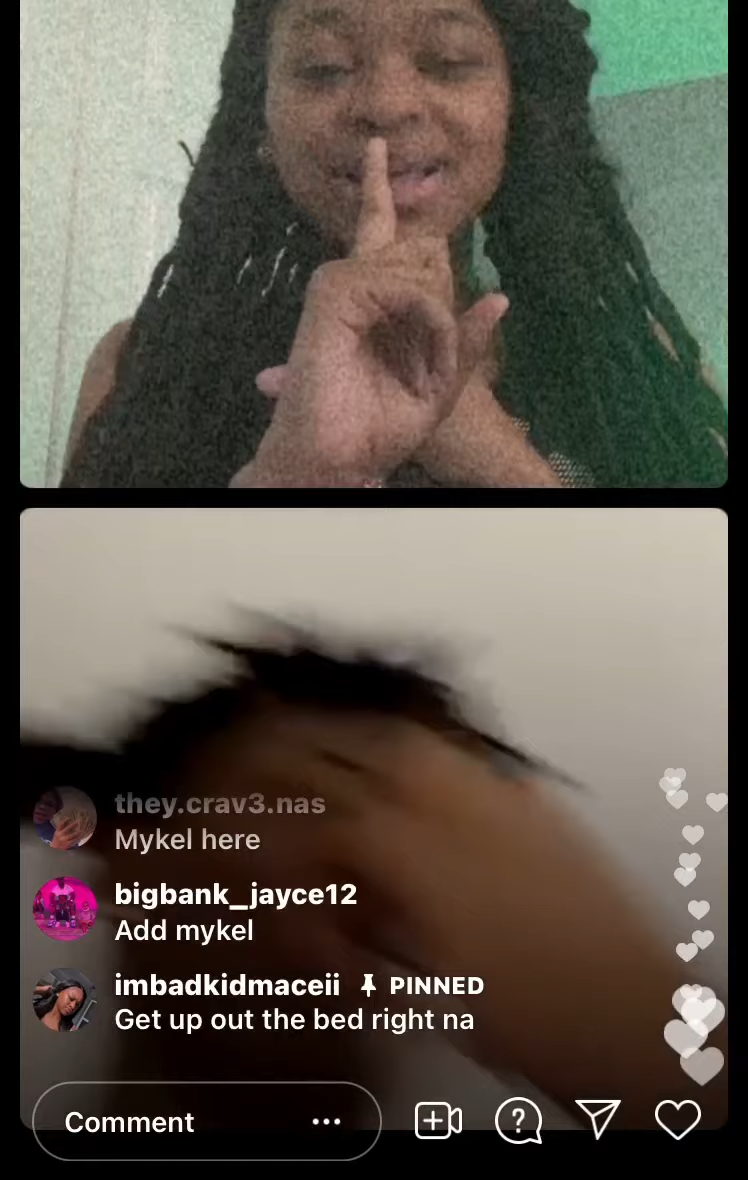 they.crav3.nas
Mykel here
bigbank_jayce12
Add mykel
imbadkidmaceii PINNED
Get up out the bed right na
Comment